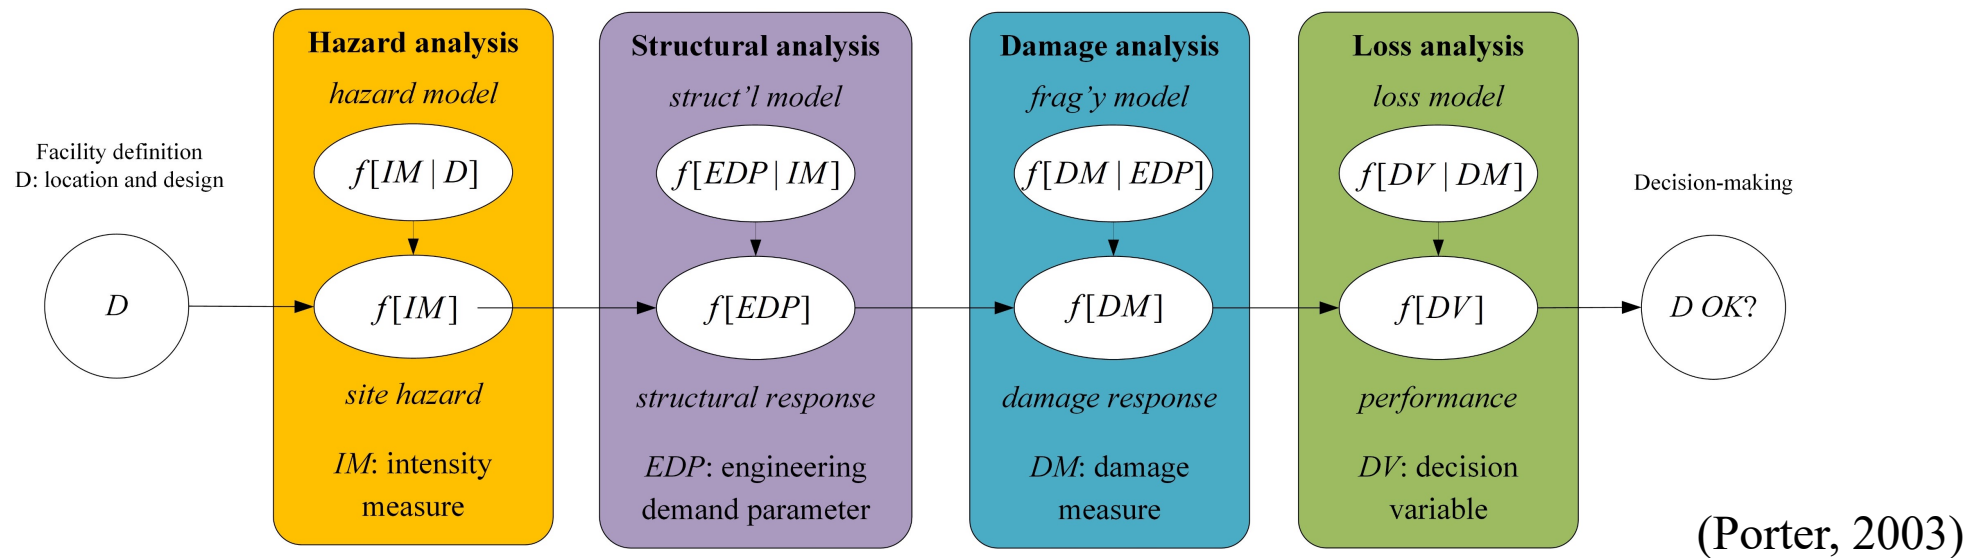 Facility definition
D: location and design
D
Hazard analysis
hazard model
f[IM | D]
f[IM]
site hazard
IM: intensity
measure
Structural analysis
struct’l model
f[EDP | IM]
f[EDP]
structural response
EDP: engineering
demand parameter
Damage analysis
frag’y model
f[DM | EDP]
f[DM]
damage response
DM: damage
measure
Loss analysis
loss model
f[DV | DM]
f[DV]
performance
DV: decision
variable
Decision-making
D OK?
(Porter, 2003)